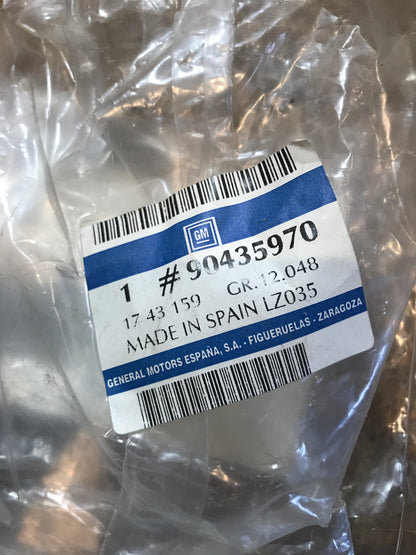 GM
1 # 90435970
17 43 159 GR.12.048
MADE IN SPAIN LZ035
GENERAL MOTORS ESPAÑA, S.A. - FIGUERUELAS - ZARAGOZA